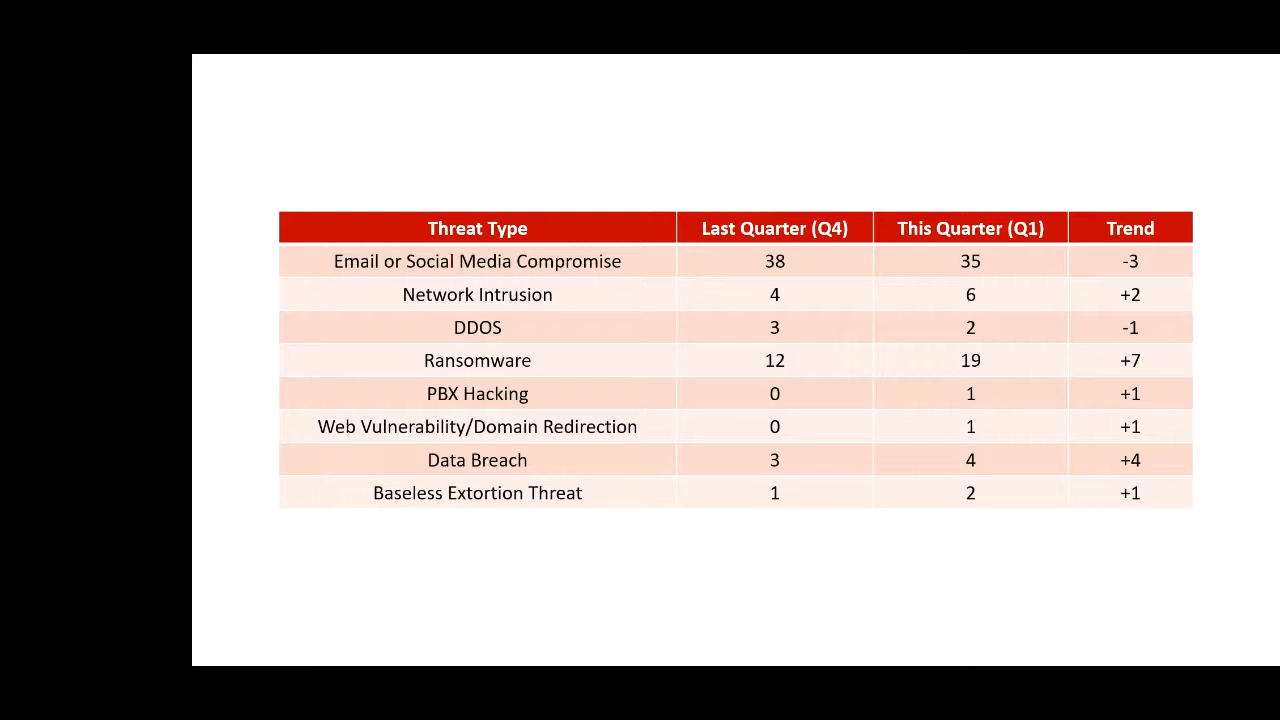 Threat Type Last Quarter (Q4) This Quarter (Q1) Trend
Email or Social Media Compromise 38 35 -3
Network Intrusion 4 6 +2
DDOS 3 2 -1
Ransomware 12 19 +7
PBX Hacking 0 1 +1
Web Vulnerability/Domain Redirection 0 1 +1
Data Breach 3 4 +4
Baseless Extortion Threat 1 2 +1